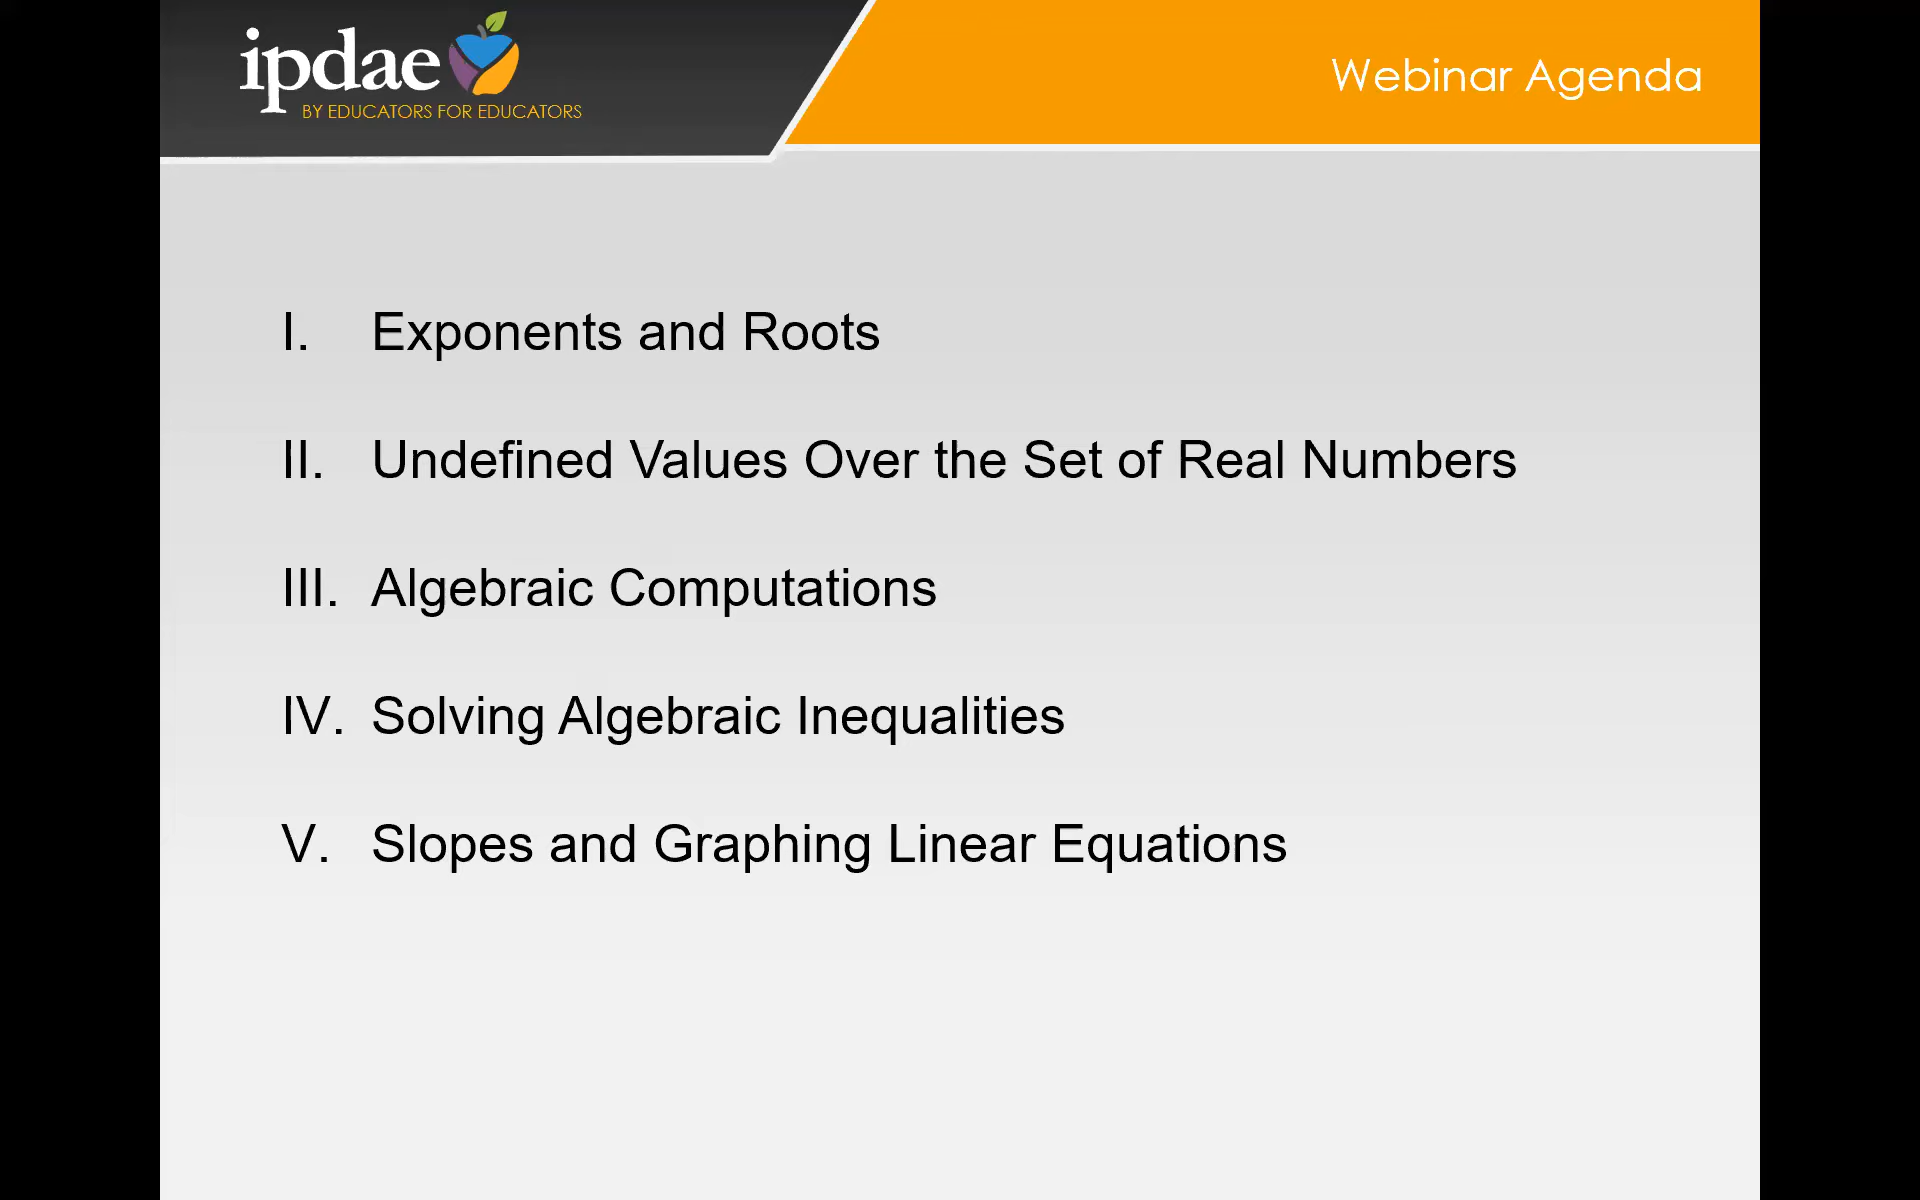 ipdae
BY EDUCATORS FOR EDUCATORS
Webinar Agenda
I. Exponents and Roots
II. Undefined Values Over the Set of Real Numbers
III. Algebraic Computations
IV. Solving Algebraic Inequalities
V. Slopes and Graphing Linear Equations